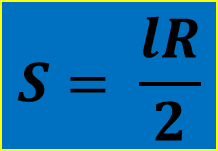 S = lR/2